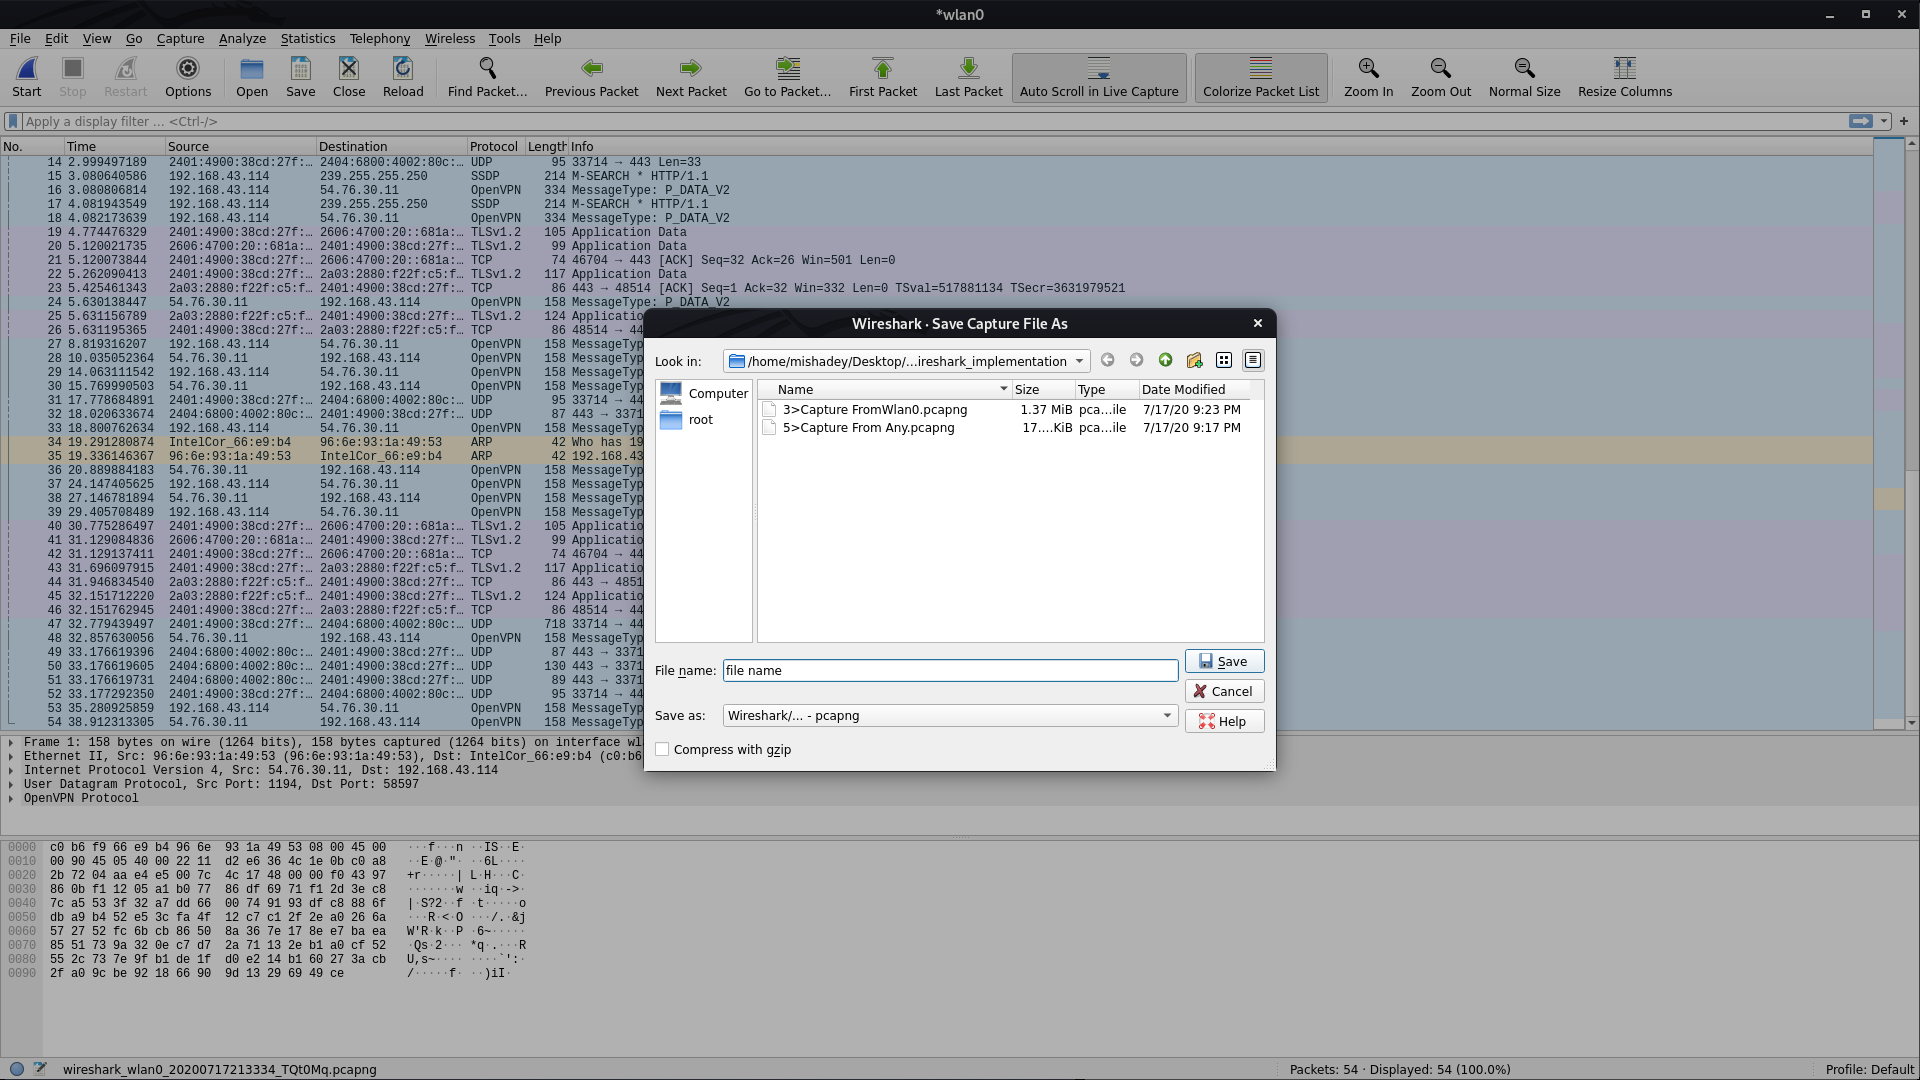 *wlan0
File Edit View Go Capture Analyze Statistics Telephony Wireless Tools Help
Start Stop Restart Options Open Save Close Reload Find Packet... Previous Packet Next Packet Go to Packet... First Packet Last Packet Auto Scroll in Live Capture Colorize Packet List Zoom In Zoom Out Normal Size Resize Columns
Apply a display filter ... <Ctrl-/>
No. Time Source Destination Protocol Length Info
14 2.999497189 2401:4900:38cd:27f:… 2404:6800:4002:80c:… UDP 95 33714 → 443 Len=33
15 3.080640586 192.168.43.114 239.255.255.250 SSDP 214 M-SEARCH * HTTP/1.1
16 3.080806814 192.168.43.114 54.76.30.11 OpenVPN 334 MessageType: P_DATA_V2
17 4.081943549 192.168.43.114 239.255.255.250 SSDP 214 M-SEARCH * HTTP/1.1
18 4.082173639 192.168.43.114 54.76.30.11 OpenVPN 334 MessageType: P_DATA_V2
19 4.774476329 2401:4900:38cd:27f:… 2606:4700:20::681a:… TLSv1.2 105 Application Data
20 5.120021735 2606:4700:20::681a:… 2401:4900:38cd:27f:… TLSv1.2 99 Application Data
21 5.120073844 2401:4900:38cd:27f:… 2606:4700:20::681a:… TCP 74 46704 → 443 [ACK] Seq=32 Ack=26 Win=501 Len=0
22 5.262090413 2401:4900:38cd:27f:… 2a03:2880:f22f:c5:f… TLSv1.2 117 Application Data
23 5.425461343 2a03:2880:f22f:c5:f… 2401:4900:38cd:27f:… TCP 86 443 → 48514 [ACK] Seq=1 Ack=32 Win=332 Len=0 TSval=517881134 TSecr=3631979521
24 5.630138447 54.76.30.11 192.168.43.114 OpenVPN 158 MessageType: P_DATA_V2
25 5.631156789 2a03:2880:f22f:c5:f… 2401:4900:38cd:27f:… TLSv1.2 124 Applicatio
26 5.631195365 2401:4900:38cd:27f:… 2a03:2880:f22f:c5:f… TCP 86 48514 → 44
27 8.819316207 192.168.43.114 54.76.30.11 OpenVPN 158 MessageTyp
28 10.035052364 54.76.30.11 192.168.43.114 OpenVPN 158 MessageTyp
29 14.063111542 192.168.43.114 54.76.30.11 OpenVPN 158 MessageTyp
30 15.769990503 54.76.30.11 192.168.43.114 OpenVPN 158 MessageTyp
31 17.778684891 2401:4900:38cd:27f:… 2404:6800:4002:80c:… UDP 95 33714 → 44
32 18.020633674 2404:6800:4002:80c:… 2401:4900:38cd:27f:… UDP 87 443 → 3371
33 18.800762634 192.168.43.114 54.76.30.11 OpenVPN 158 MessageTyp
34 19.291280874 IntelCor_66:e9:b4 96:6e:93:1a:49:53 ARP 42 Who has 19
35 19.336146367 96:6e:93:1a:49:53 IntelCor_66:e9:b4 ARP 42 192.168.43
36 20.889884183 54.76.30.11 192.168.43.114 OpenVPN 158 MessageTyp
37 24.147405625 192.168.43.114 54.76.30.11 OpenVPN 158 MessageTyp
38 27.146781894 54.76.30.11 192.168.43.114 OpenVPN 158 MessageTyp
39 29.405708489 192.168.43.114 54.76.30.11 OpenVPN 158 MessageTyp
40 30.775286497 2401:4900:38cd:27f:… 2606:4700:20::681a:… TLSv1.2 105 Applicatio
41 31.129084836 2606:4700:20::681a:… 2401:4900:38cd:27f:… TLSv1.2 99 Applicatio
42 31.129137411 2401:4900:38cd:27f:… 2606:4700:20::681a:… TCP 74 46704 → 44
43 31.696097915 2401:4900:38cd:27f:… 2a03:2880:f22f:c5:f… TLSv1.2 117 Applicatio
44 31.946834540 2a03:2880:f22f:c5:f… 2401:4900:38cd:27f:… TCP 86 443 → 4851
45 32.151712220 2a03:2880:f22f:c5:f… 2401:4900:38cd:27f:… TLSv1.2 124 Applicatio
46 32.151762945 2401:4900:38cd:27f:… 2a03:2880:f22f:c5:f… TCP 86 48514 → 44
47 32.779439497 2401:4900:38cd:27f:… 2404:6800:4002:80c:… UDP 718 33714 → 44
48 32.857630056 54.76.30.11 192.168.43.114 OpenVPN 158 MessageTyp
49 33.176619396 2404:6800:4002:80c:… 2401:4900:38cd:27f:… UDP 87 443 → 3371
50 33.176619605 2404:6800:4002:80c:… 2401:4900:38cd:27f:… UDP 130 443 → 3371
51 33.176619731 2404:6800:4002:80c:… 2401:4900:38cd:27f:… UDP 89 443 → 3371
52 33.177292350 2401:4900:38cd:27f:… 2404:6800:4002:80c:… UDP 95 33714 → 44
53 35.280925859 192.168.43.114 54.76.30.11 OpenVPN 158 MessageTyp
54 38.912313305 54.76.30.11 192.168.43.114 OpenVPN 158 MessageTyp
Wireshark · Save Capture File As
Look in: /home/mishadey/Desktop/...ireshark_implementation
Computer
root
Name Size Type Date Modified
3>Capture FromWlan0.pcapng 1.37 MiB pca...ile 7/17/20 9:23 PM
5>Capture From Any.pcapng 17....KiB pca...ile 7/17/20 9:17 PM
File name: file name
Save as: Wireshark/... - pcapng
Compress with gzip
Save
Cancel
Help
Frame 1: 158 bytes on wire (1264 bits), 158 bytes captured (1264 bits) on interface wl
Ethernet II, Src: 96:6e:93:1a:49:53 (96:6e:93:1a:49:53), Dst: IntelCor_66:e9:b4 (c0:b6
Internet Protocol Version 4, Src: 54.76.30.11, Dst: 192.168.43.114
User Datagram Protocol, Src Port: 1194, Dst Port: 58597
OpenVPN Protocol
0000 c0 b6 f9 66 e9 b4 96 6e 93 1a 49 53 08 00 45 00 ···f···n ··IS··E·
0010 00 90 45 05 40 00 22 11 d2 e6 36 4c 1e 0b c0 a8 ··E·@·"· ··6L····
0020 2b 72 04 aa e4 e5 00 7c 4c 17 48 00 00 f0 43 97 +r·····| L·H···C·
0030 86 0b f1 12 05 a1 b0 77 86 df 69 71 f1 2d 3e c8 ·······w ··iq·->·
0040 7c a5 53 3f 32 a7 dd 66 00 74 91 93 df c8 88 6f |·S?2··f ·t·····o
0050 db a9 b4 52 e5 3c fa 4f 12 c7 c1 2f 2e a0 26 6a ···R·<·O ···/.·&j
0060 57 27 52 fc 6b cb 86 50 8a 36 7e 17 8e e7 ba ea W'R·k··P ·6~·····
0070 85 51 73 9a 32 0e c7 d7 2a 71 13 2e b1 a0 cf 52 ·Qs·2··· *q·.···R
0080 55 2c 73 7e 9f b1 de 1f d0 e2 14 b1 60 27 3a cb U,s~···· ····`':·
0090 2f a0 9c be 92 18 66 90 9d 13 29 69 49 ce /·····f· ··)iI·
wireshark_wlan0_20200717213334_TQt0Mq.pcapng Packets: 54 · Displayed: 54 (100.0%) Profile: Default